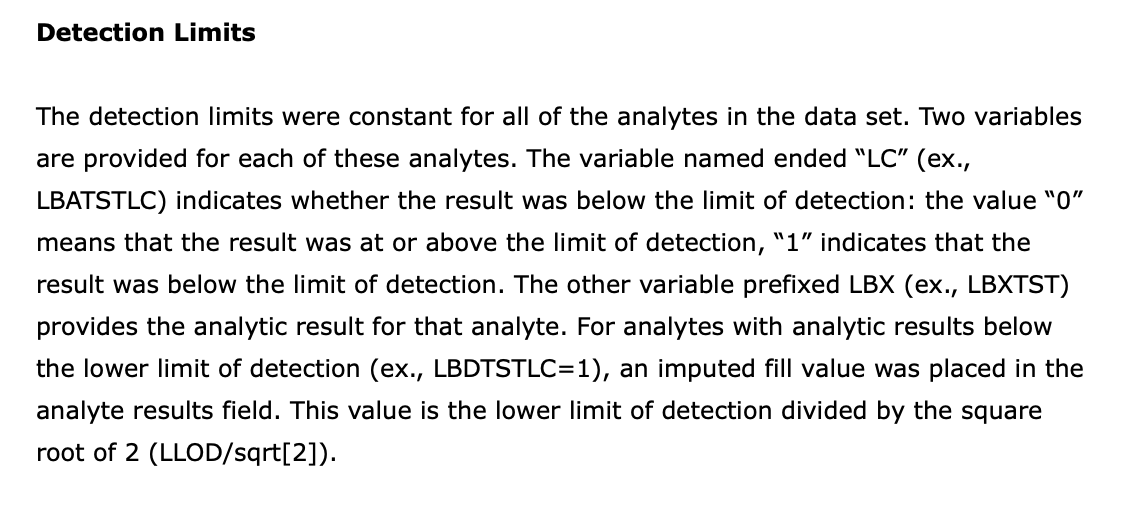 Detection Limits
The detection limits were constant for all of the analytes in the data set. Two variables
are provided for each of these analytes. The variable named ended “LC” (ex.,
LBATSTLC) indicates whether the result was below the limit of detection: the value “0”
means that the result was at or above the limit of detection, “1” indicates that the
result was below the limit of detection. The other variable prefixed LBX (ex., LBXTST)
provides the analytic result for that analyte. For analytes with analytic results below
the lower limit of detection (ex., LBDTSTLC=1), an imputed fill value was placed in the
analyte results field. This value is the lower limit of detection divided by the square
root of 2 (LLOD/sqrt[2]).